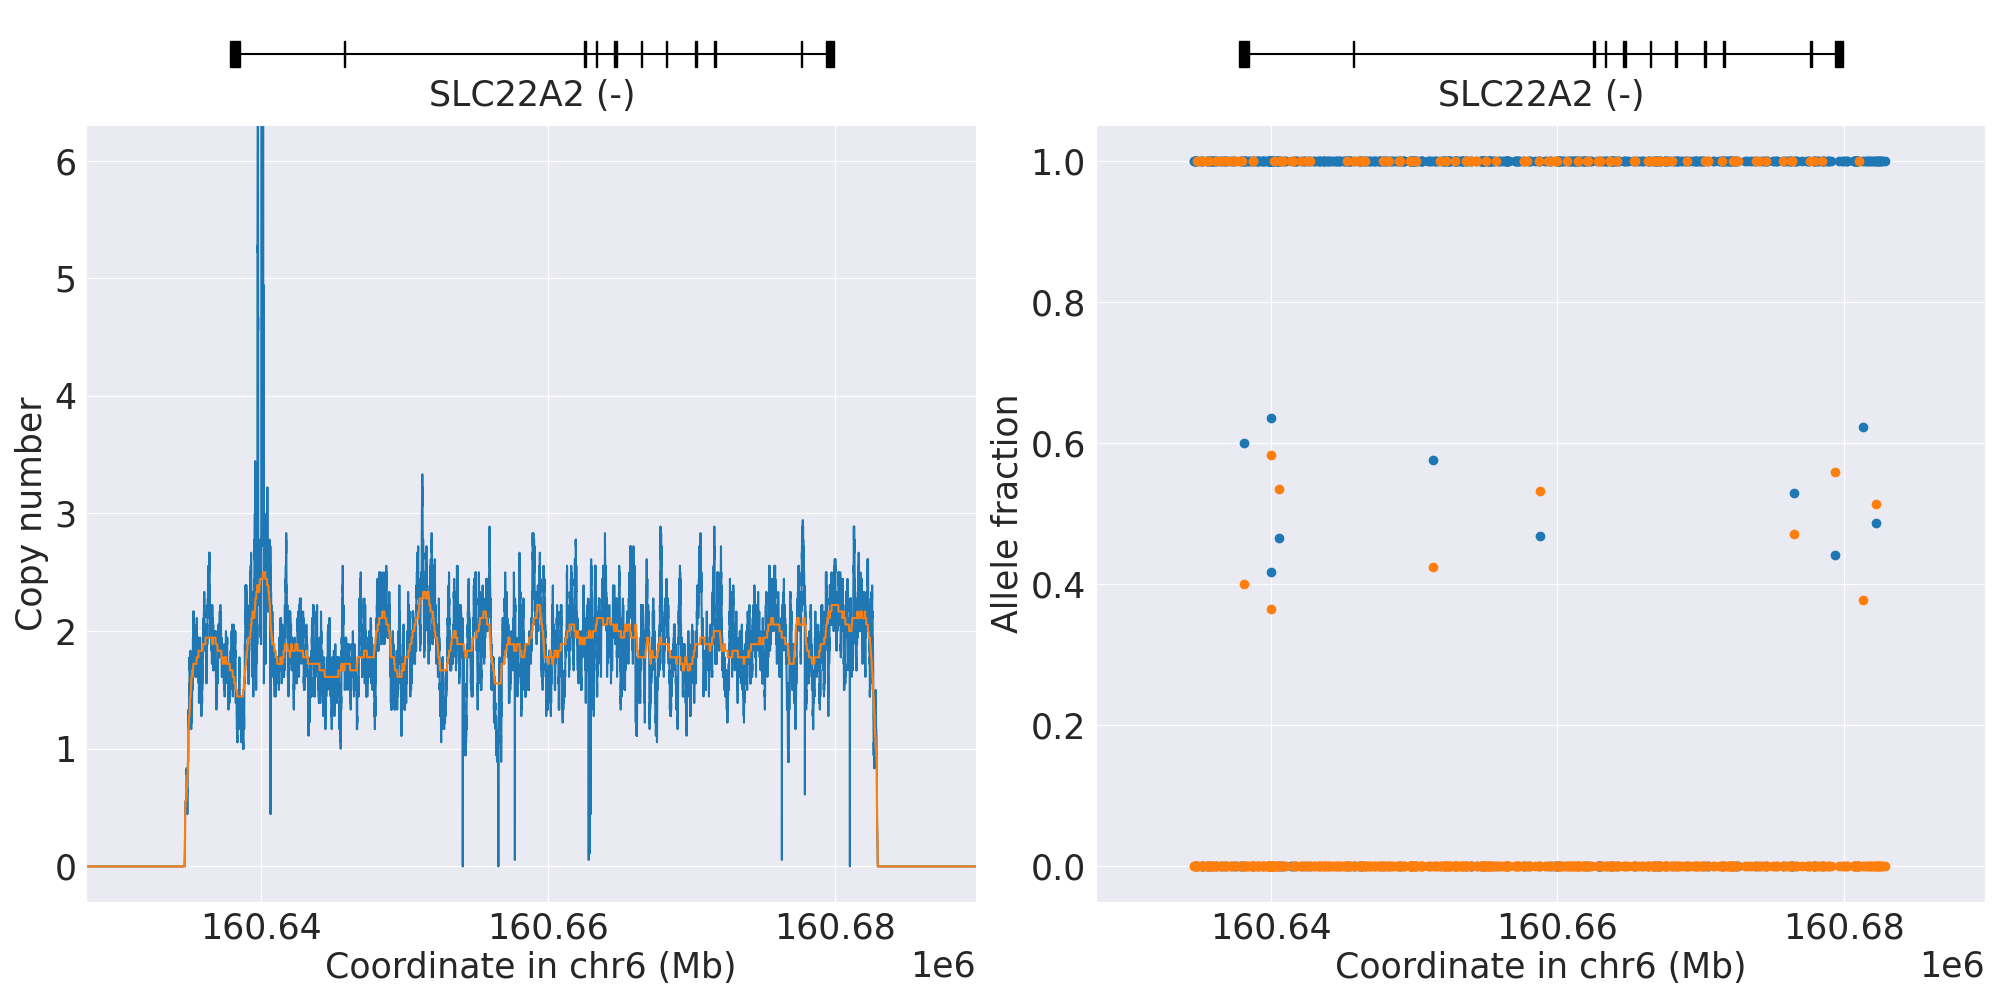 SLC22A2 (-)
6
5
4
3
2
1
0
Copy number
160.64
160.66
160.68
Coordinate in chr6 (Mb)
1e6
SLC22A2 (-)
1.0
0.8
0.6
0.4
0.2
0.0
Allele fraction
160.64
160.66
160.68
Coordinate in chr6 (Mb)
1e6